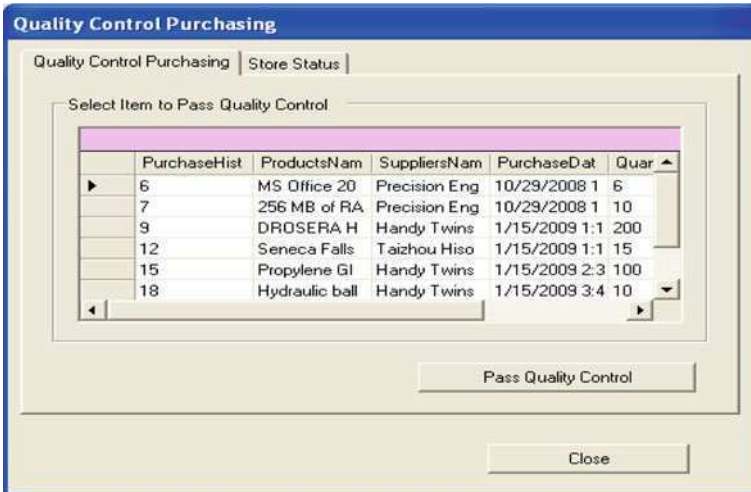 Quality Control Purchasing
Quality Control Purchasing Store Status
Select Item to Pass Quality Control
PurchaseHist ProductsNam SuppliersNam PurchaseDat Quar
6 MS Office 20 Precision Eng 10/29/2008 1 6
7 256 MB of RA Precision Eng 10/29/2008 1 10
9 DROSERA H Handy Twins 1/15/2009 1:1 200
12 Seneca Falls Taizhou Hiso 1/15/2009 1:1 15
15 Propylene Gl Handy Twins 1/15/2009 2:3 100
18 Hydraulic ball Handy Twins 1/15/2009 3:4 10
Pass Quality Control
Close